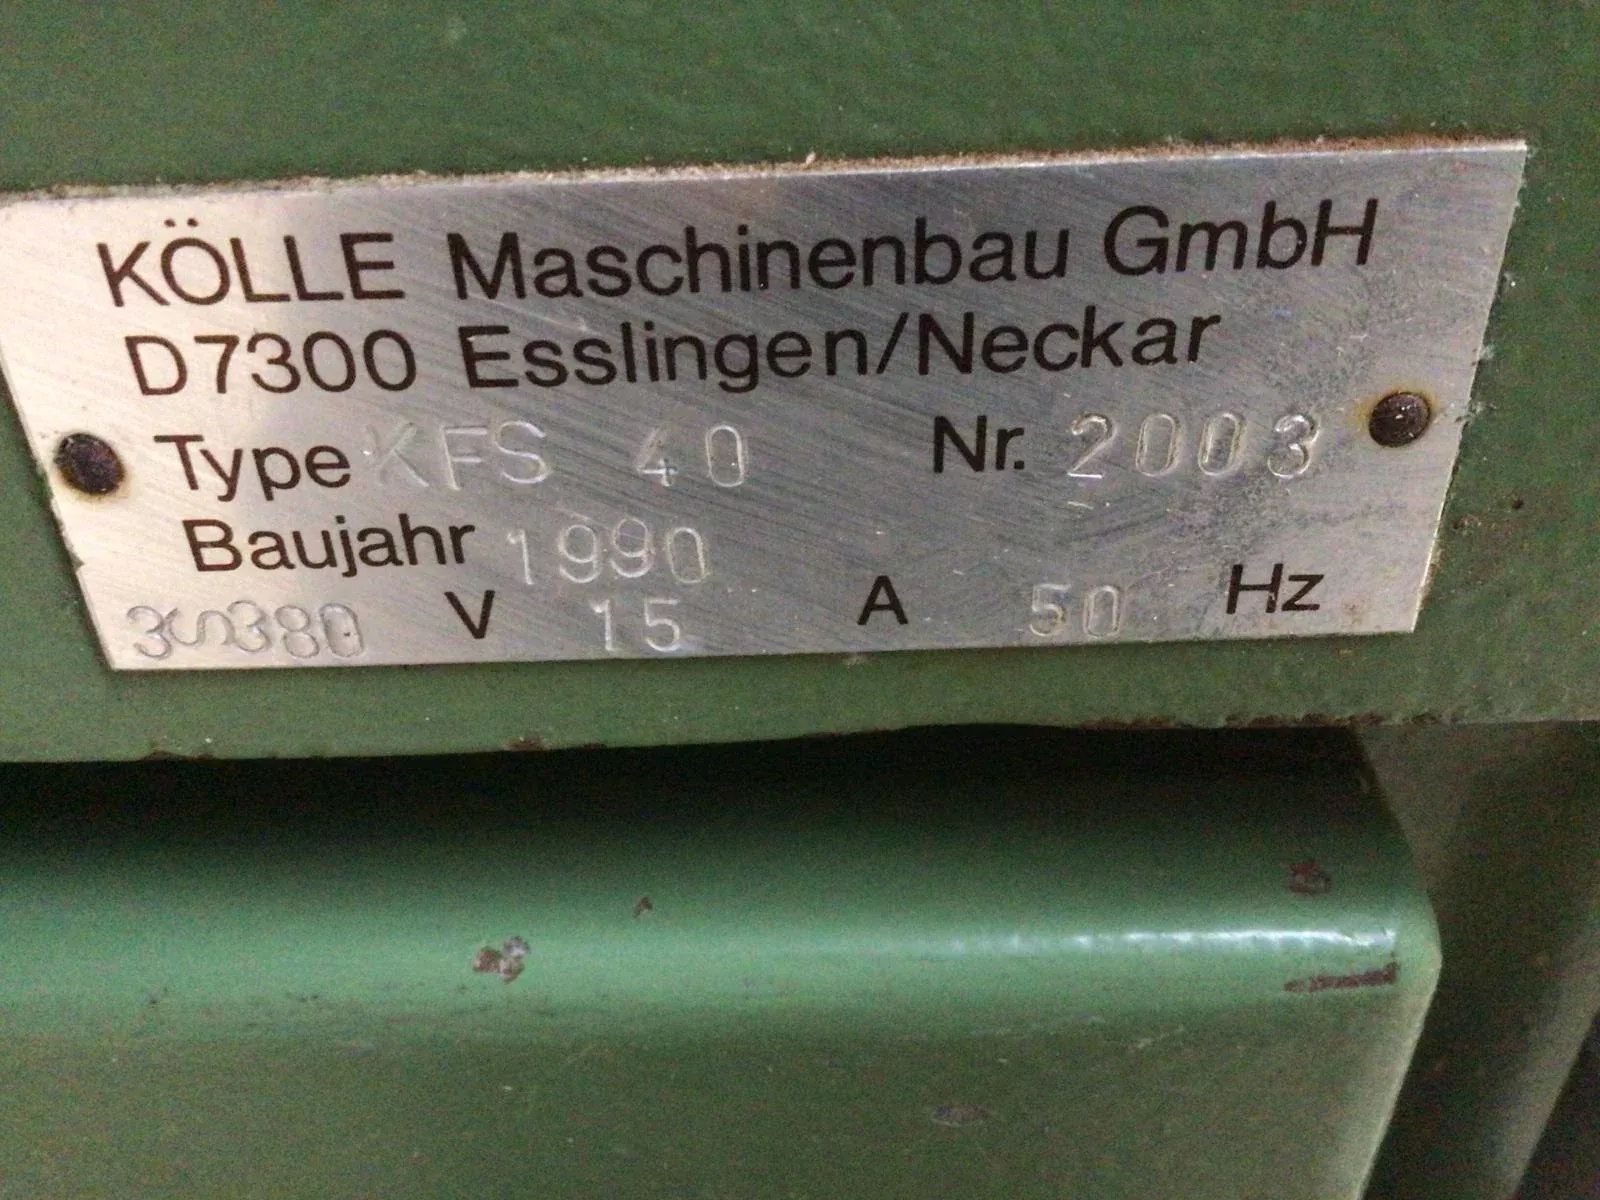 KÖLLE Maschinenbau GmbH
D7300 Esslingen/Neckar
Type KFS 40 Nr. 2003
Baujahr 1990
3∿380 V 15 A 50 Hz